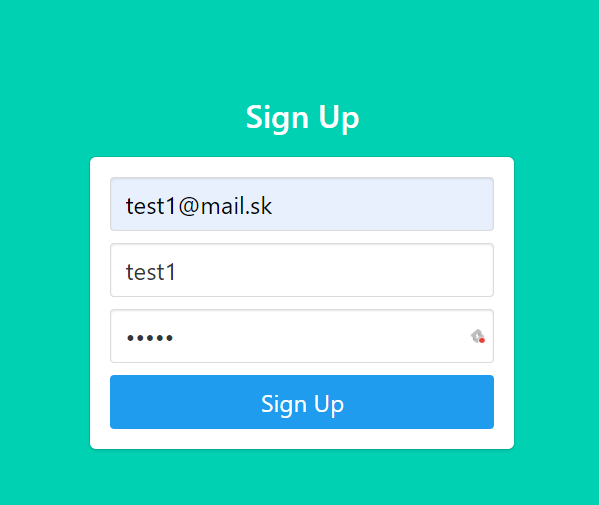 Sign Up
test1@mail.sk
test1
•••••
Sign Up